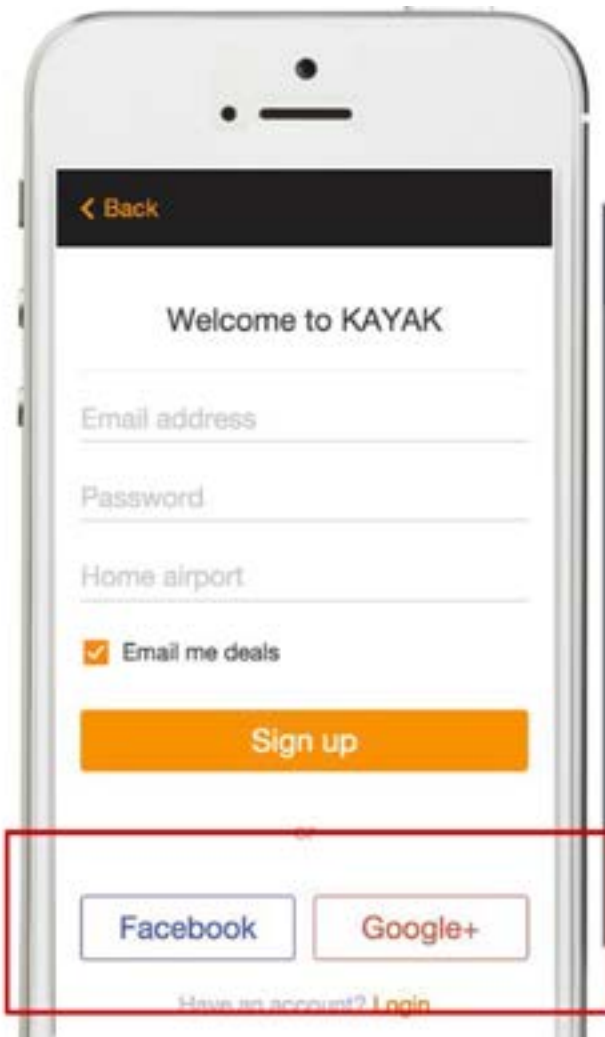 Back
Welcome to KAYAK
Email address
Password
Home airport
Email me deals
Sign up
or
Facebook Google+
Have an account? Login